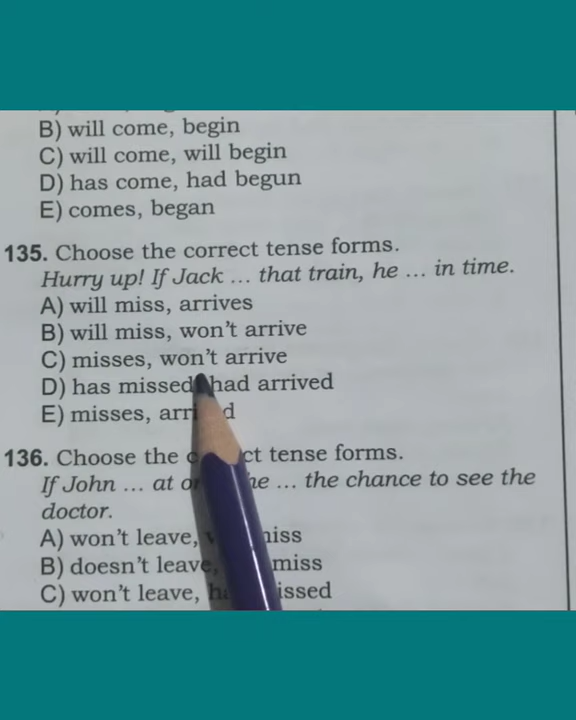 B) will come, begin
C) will come, will begin
D) has come, had begun
E) comes, began
135. Choose the correct tense forms.
Hurry up! If Jack ... that train, he ... in time.
A) will miss, arrives
B) will miss, won't arrive
C) misses, won't arrive
D) has missed, had arrived
E) misses,
136. Choose the tense forms.
If John ... at ... the chance to see the
doctor.
A) won't leave,
B) doesn't leave, miss
C) won't leave,